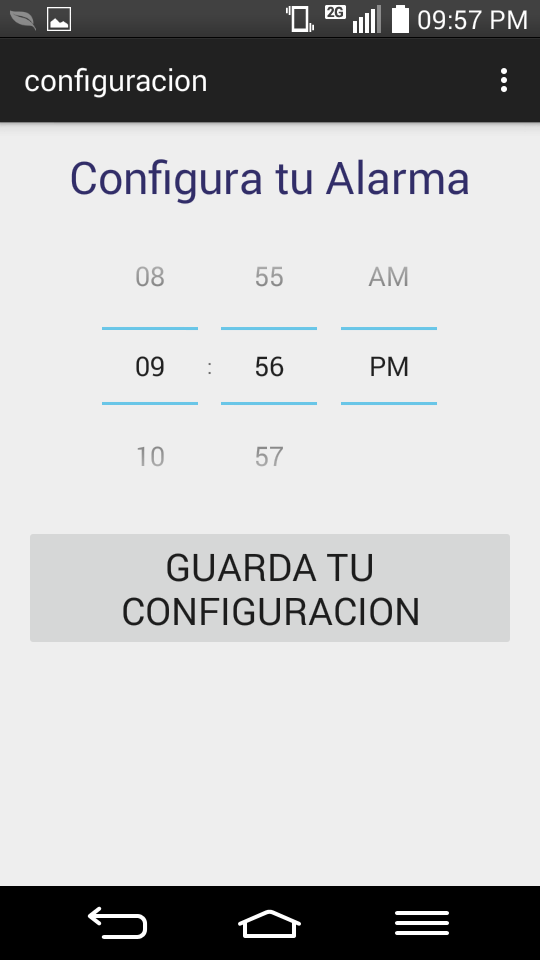 2G 09:57 PM
configuracion
Configura tu Alarma
08 55 AM
09 : 56 PM
10 57
GUARDA TU
CONFIGURACION